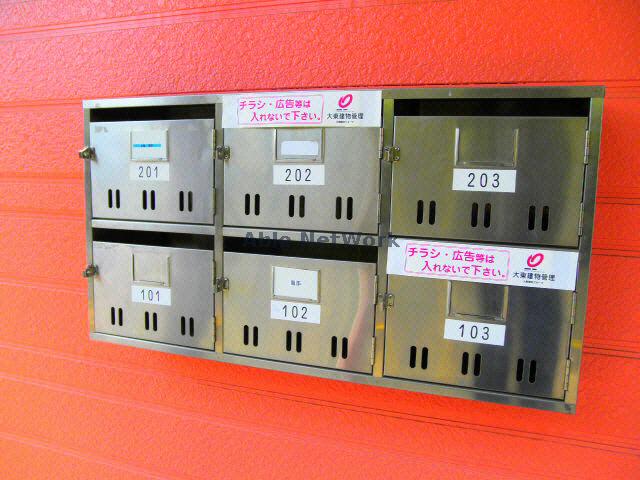 チラシ・広告等は
入れないで下さい。
大東建物管理
201
202
203
Able NetWork
チラシ・広告等は
入れないで下さい。
大東建物管理
101
102
103